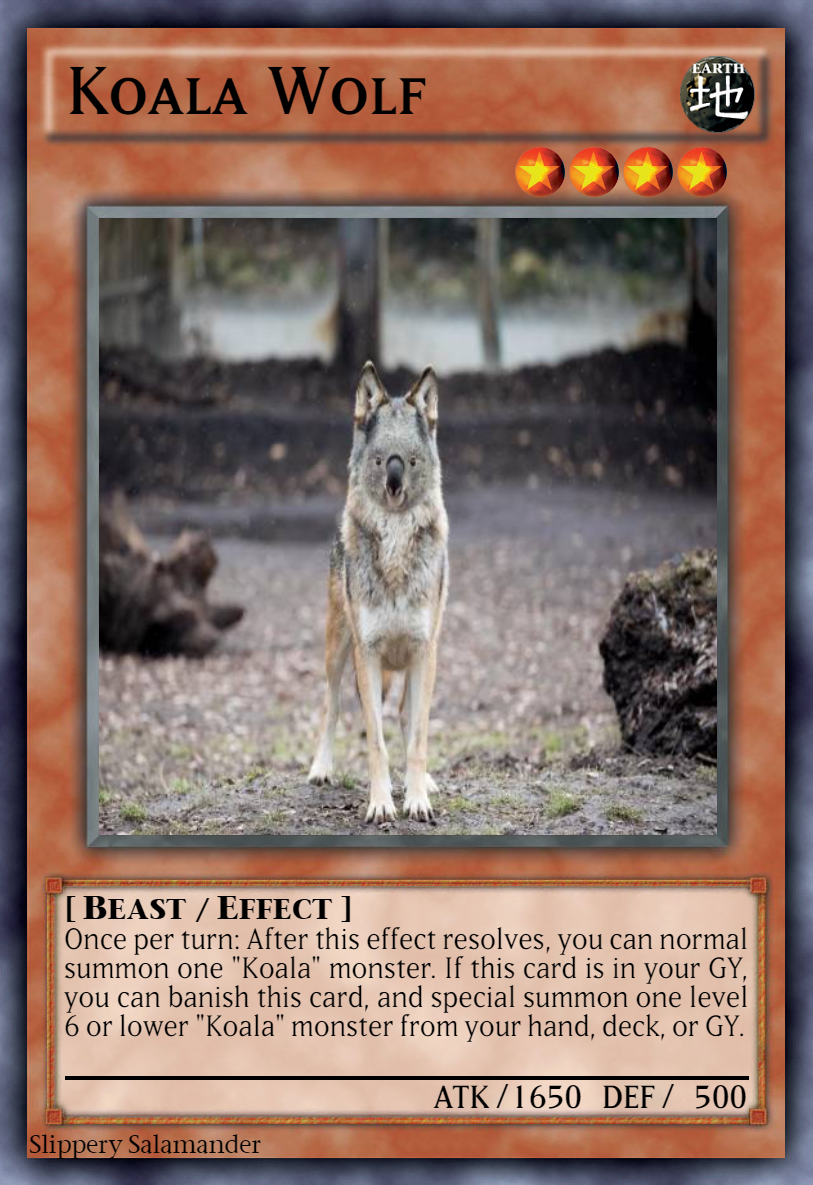 Koala Wolf
EARTH
地
[ Beast / Effect ]
Once per turn: After this effect resolves, you can normal
summon one "Koala" monster. If this card is in your GY,
you can banish this card, and special summon one level
6 or lower "Koala" monster from your hand, deck, or GY.
ATK / 1650 DEF / 500
Slippery Salamander